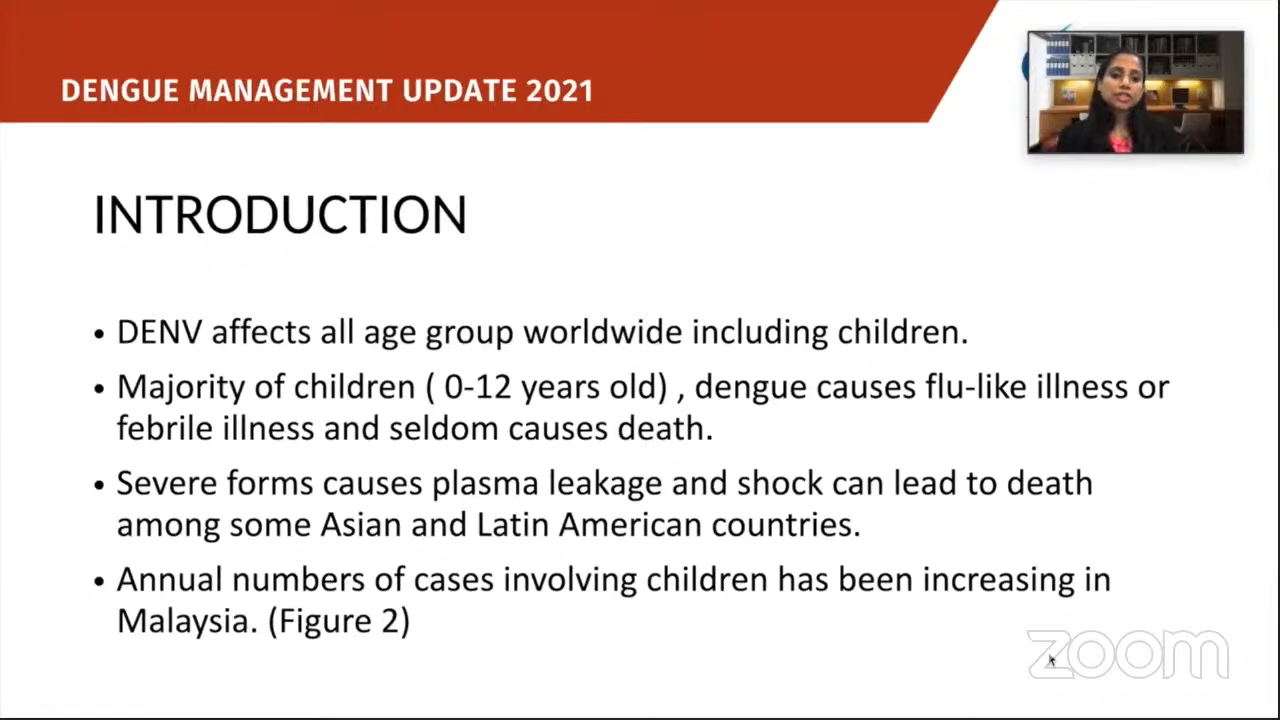 DENGUE MANAGEMENT UPDATE 2021
INTRODUCTION
• DENV affects all age group worldwide including children.
• Majority of children ( 0-12 years old) , dengue causes flu-like illness or
febrile illness and seldom causes death.
• Severe forms causes plasma leakage and shock can lead to death
among some Asian and Latin American countries.
• Annual numbers of cases involving children has been increasing in
Malaysia. (Figure 2)
zoom